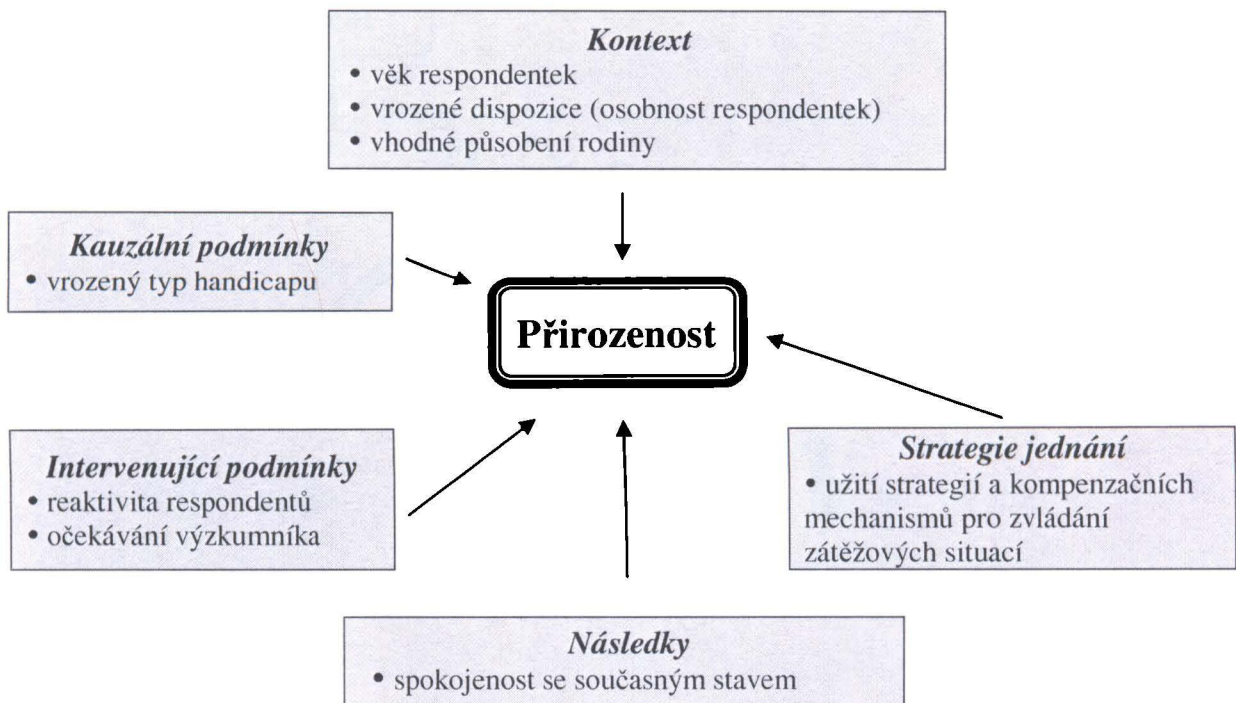 Kontext
• věk respondentek
• vrozené dispozice (osobnost respondentek)
• vhodné působení rodiny
Kauzální podmínky
• vrozený typ handicapu
Přirozenost
Intervenující podmínky
• reaktivita respondentů
• očekávání výzkumníka
Strategie jednání
• užití strategií a kompenzačních
mechanismů pro zvládání
zátěžových situací
Následky
• spokojenost se současným stavem